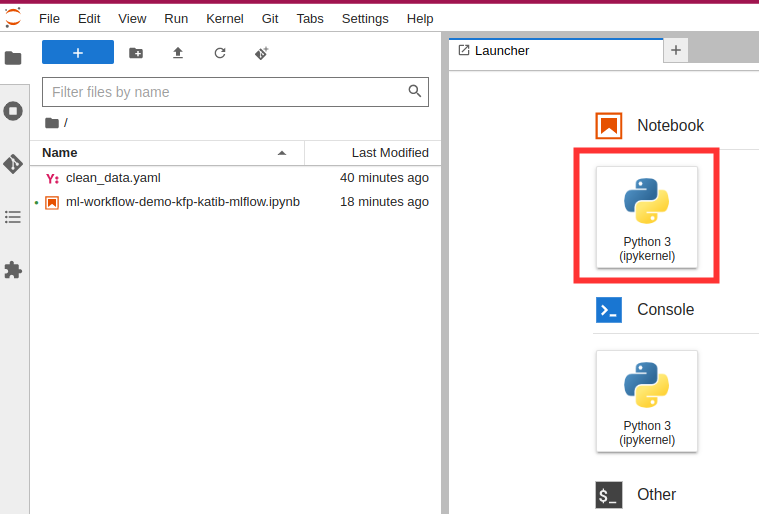 File Edit View Run Kernel Git Tabs Settings Help
Launcher
Filter files by name
/
Name Last Modified
clean_data.yaml 40 minutes ago
ml-workflow-demo-kfp-katib-mlflow.ipynb 18 minutes ago
Notebook
Python 3
(ipykernel)
Console
Python 3
(ipykernel)
$_ Other